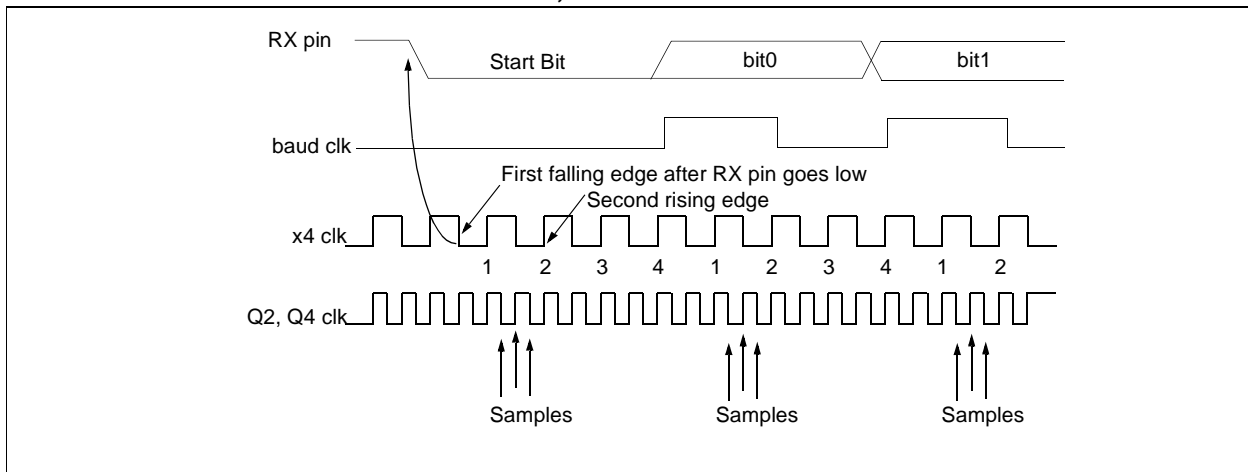 RX pin
Start Bit
bit0
bit1
baud clk
First falling edge after RX pin goes low
Second rising edge
x4 clk
1 2 3 4 1 2 3 4 1 2
Q2, Q4 clk
Samples Samples Samples